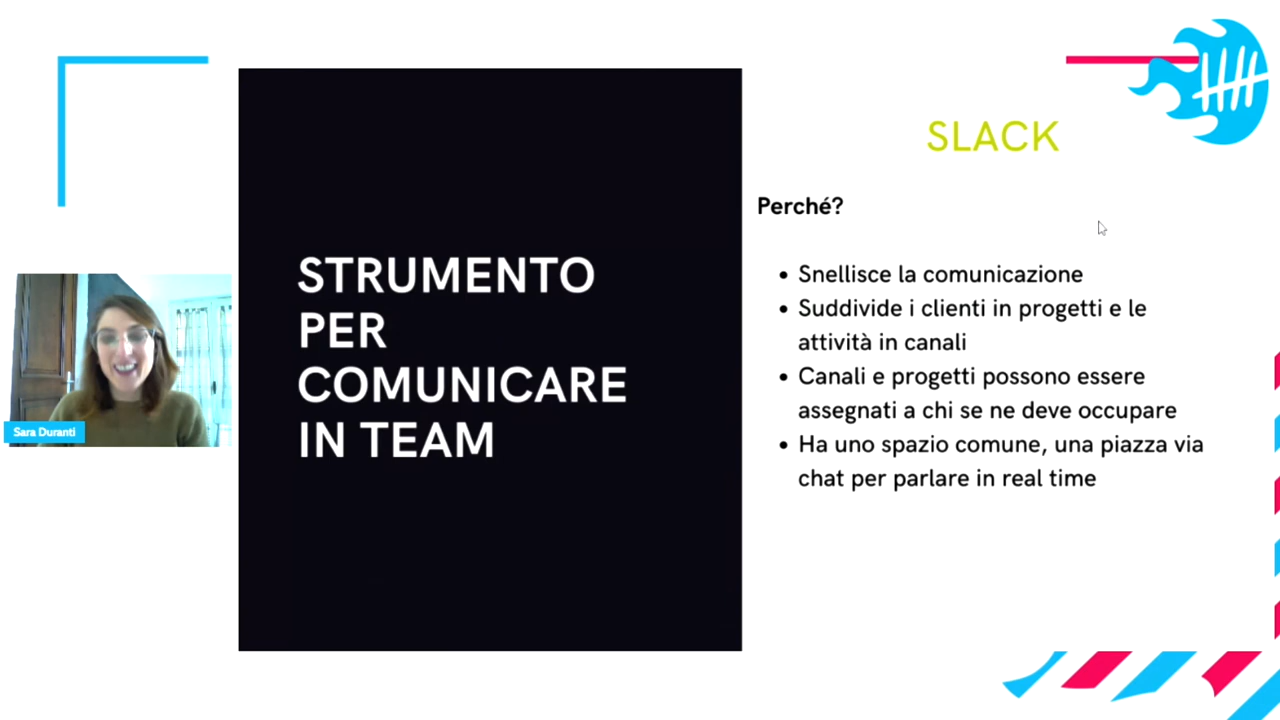 SLACK
Perché?
STRUMENTO
PER
COMUNICARE
IN TEAM
Snellisce la comunicazione
Suddivide i clienti in progetti e le
attività in canali
Canali e progetti possono essere
assegnati a chi se ne deve occupare
Ha uno spazio comune, una piazza via
chat per parlare in real time
Sara Duranti